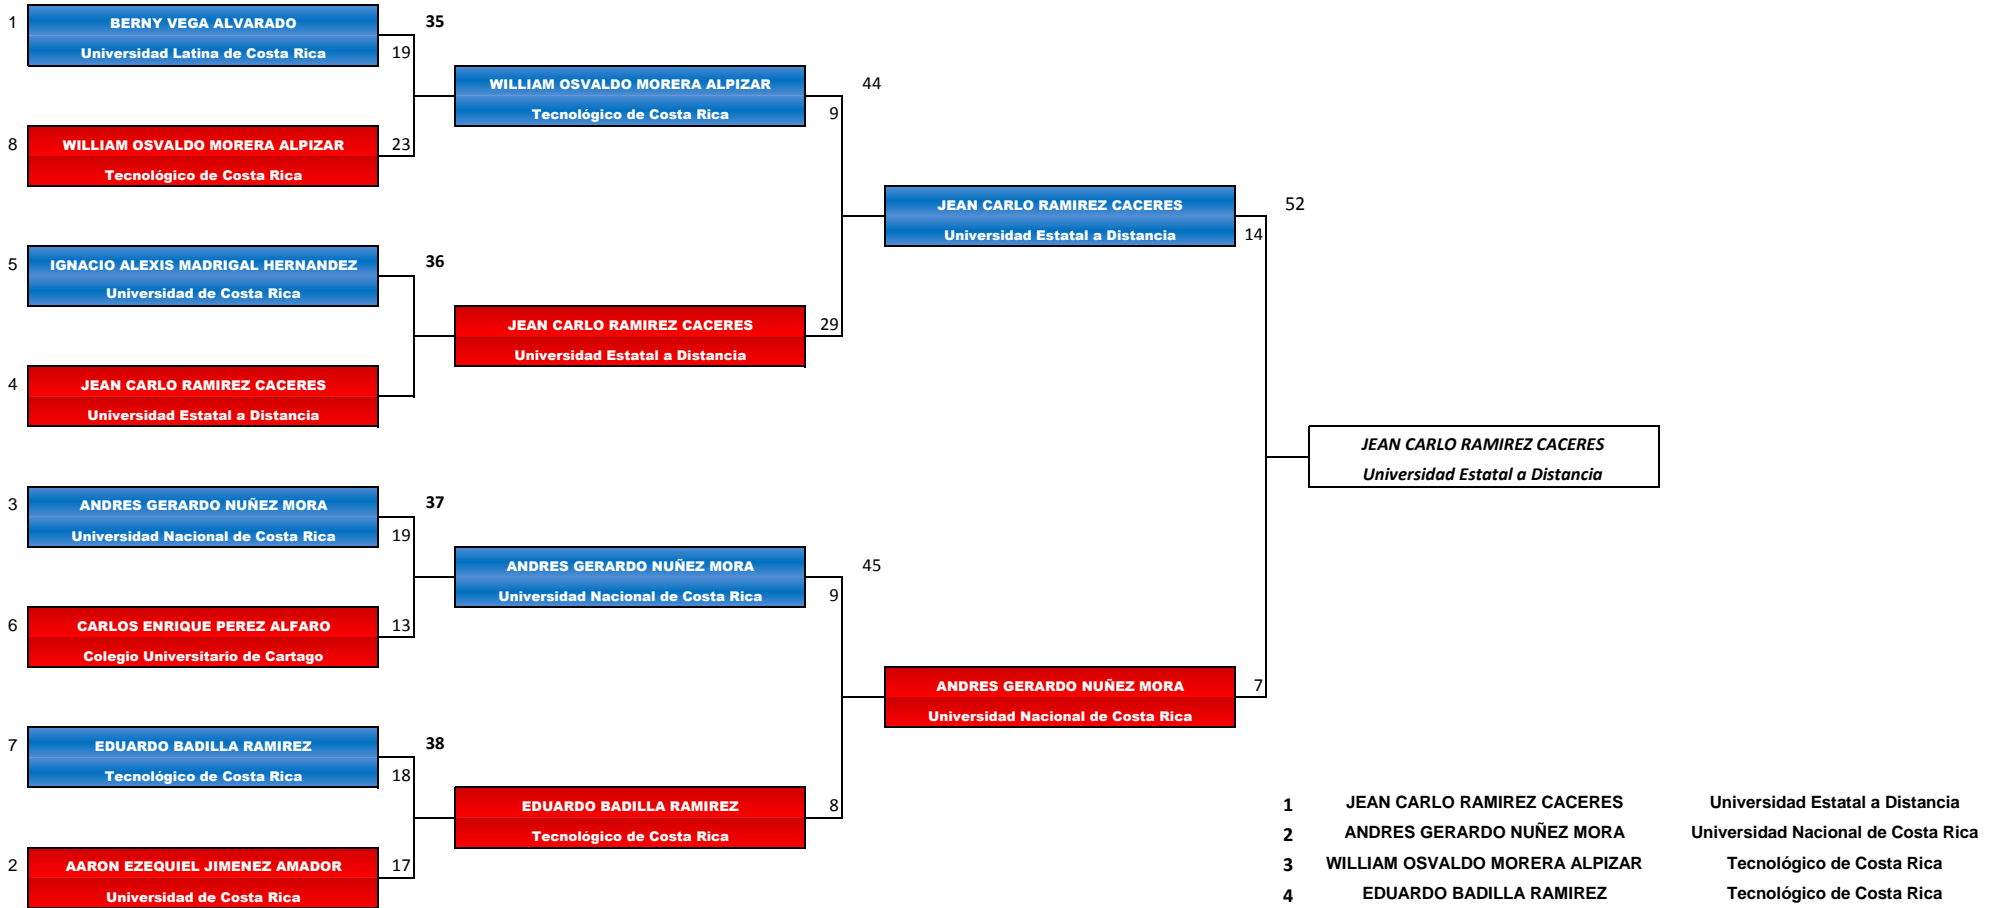 1
BERNY VEGA ALVARADO
Universidad Latina de Costa Rica
19
35
8
WILLIAM OSVALDO MORERA ALPIZAR
Tecnológico de Costa Rica
23
5
IGNACIO ALEXIS MADRIGAL HERNANDEZ
Universidad de Costa Rica
36
4
JEAN CARLO RAMIREZ CACERES
Universidad Estatal a Distancia
3
ANDRES GERARDO NUÑEZ MORA
Universidad Nacional de Costa Rica
19
37
6
CARLOS ENRIQUE PEREZ ALFARO
Colegio Universitario de Cartago
13
7
EDUARDO BADILLA RAMIREZ
Tecnológico de Costa Rica
18
38
2
AARON EZEQUIEL JIMENEZ AMADOR
Universidad de Costa Rica
17
WILLIAM OSVALDO MORERA ALPIZAR
Tecnológico de Costa Rica
9
44
JEAN CARLO RAMIREZ CACERES
Universidad Estatal a Distancia
29
ANDRES GERARDO NUÑEZ MORA
Universidad Nacional de Costa Rica
9
45
EDUARDO BADILLA RAMIREZ
Tecnológico de Costa Rica
8
JEAN CARLO RAMIREZ CACERES
Universidad Estatal a Distancia
14
52
ANDRES GERARDO NUÑEZ MORA
Universidad Nacional de Costa Rica
7
JEAN CARLO RAMIREZ CACERES
Universidad Estatal a Distancia
1 JEAN CARLO RAMIREZ CACERES Universidad Estatal a Distancia
2 ANDRES GERARDO NUÑEZ MORA Universidad Nacional de Costa Rica
3 WILLIAM OSVALDO MORERA ALPIZAR Tecnológico de Costa Rica
4 EDUARDO BADILLA RAMIREZ Tecnológico de Costa Rica